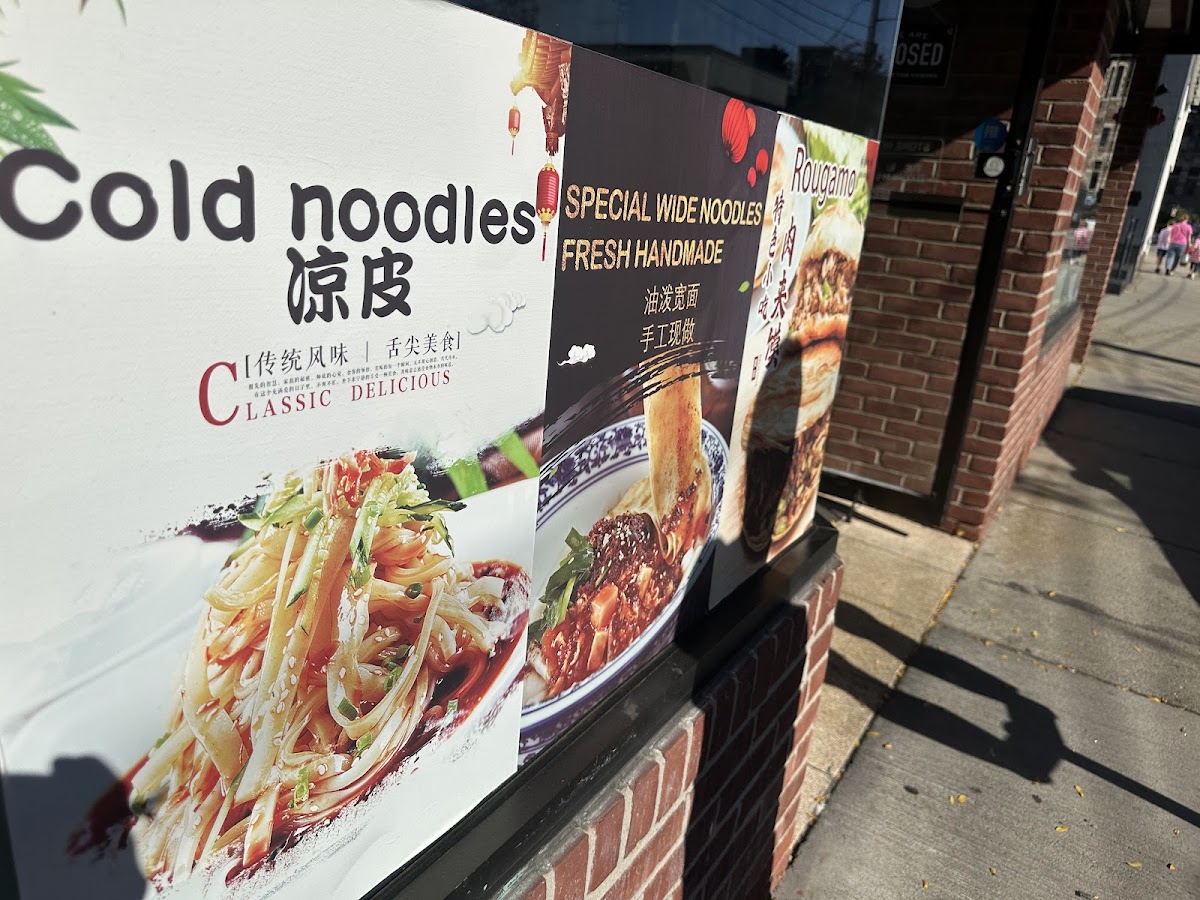 Cold noodles
凉皮
[传统风味 | 舌尖美食]
CLASSIC DELICIOUS
SPECIAL WIDE NOODLES
FRESH HANDMADE
油泼宽面
手工现做
Rougamo
肉夹馍
特色小吃
OSED